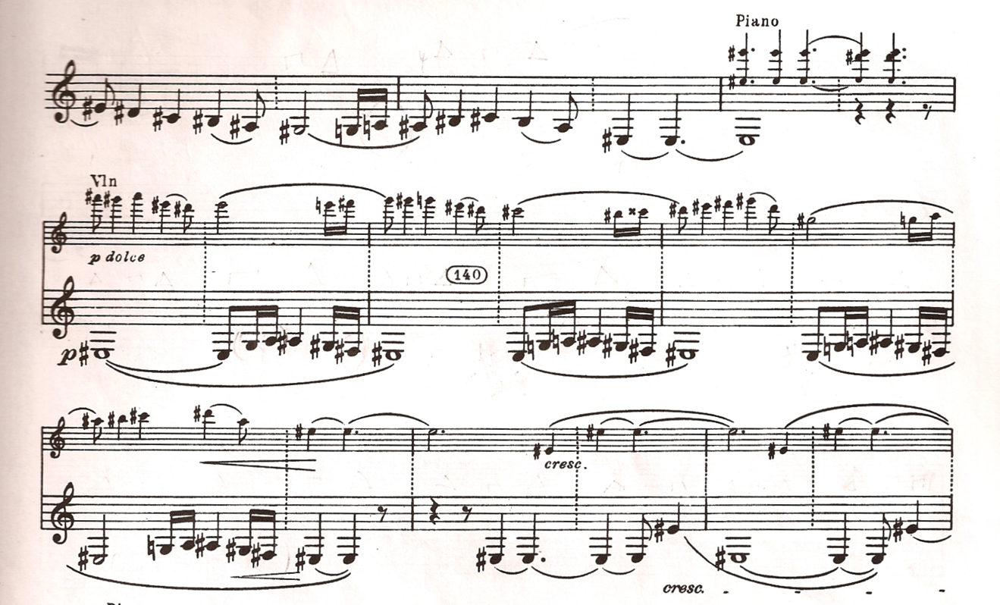 Piano
Vln
p dolce
140
p
cresc.
cresc. - - - -